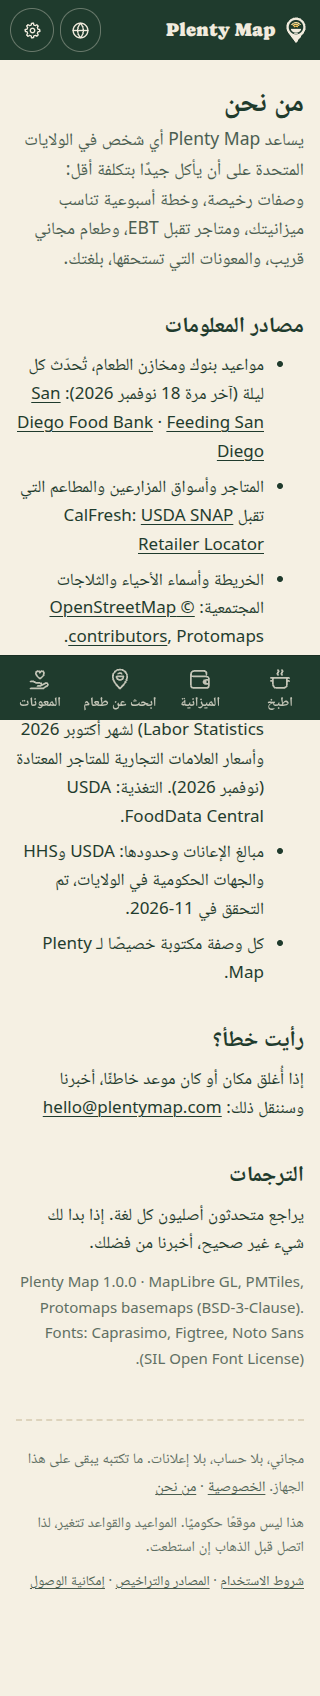 Plenty Map
من نحن
يساعد Plenty Map أي شخص في الولايات
المتحدة على أن يأكل جيدًا بتكلفة أقل:
وصفات رخيصة، وخطة أسبوعية تناسب
ميزانيتك، ومتاجر تقبل EBT، وطعام مجاني
قريب، والمعونات التي تستحقها، بلغتك.
مصادر المعلومات
• مواعيد بنوك ومخازن الطعام، تُحدّث كل
ليلة (آخر مرة 18 نوفمبر 2026): San
Diego Food Bank · Feeding San
Diego
• المتاجر وأسواق المزارعين والمطاعم التي
تقبل CalFresh: USDA SNAP
Retailer Locator
• الخريطة وأسماء الأحياء والثلاجات
المجتمعية: © OpenStreetMap
contributors, Protomaps.
اطبخ
الميزانية
ابحث عن طعام
المعونات
Labor Statistics) لشهر أكتوبر 2026
وأسعار العلامات التجارية للمتاجر المعتادة
(نوفمبر 2026). التغذية: USDA
FoodData Central.
• مبالغ الإعانات وحدودها: USDA وHHS
والجهات الحكومية في الولايات، تم
التحقق في 11-2026.
• كل وصفة مكتوبة خصيصًا لـ Plenty
Map.
رأيت خطأ؟
إذا أُغلق مكان أو كان موعد خاطئًا، أخبرنا
وسننقل ذلك: hello@plentymap.com
الترجمات
يراجع متحدثون أصليون كل لغة. إذا بدا لك
شيء غير صحيح، أخبرنا من فضلك.
Plenty Map 1.0.0 · MapLibre GL, PMTiles,
Protomaps basemaps (BSD-3-Clause).
Fonts: Caprasimo, Figtree, Noto Sans
(SIL Open Font License).
مجاني، بلا حساب، بلا إعلانات. ما تكتبه يبقى على هذا
الجهاز. الخصوصية · من نحن
هذا ليس موقعًا حكوميًا. المواعيد والقواعد تتغير، لذا
اتصل قبل الذهاب إن استطعت.
شروط الاستخدام · المصادر والتراخيص · إمكانية الوصول